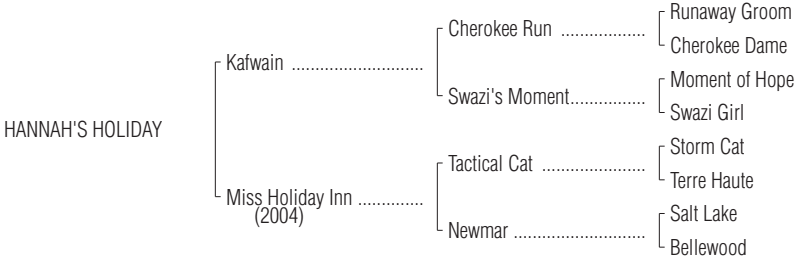 Runaway Groom
Cherokee Run ..................
Cherokee Dame
Kafwain ............................
Moment of Hope
Swazi's Moment................
Swazi Girl
HANNAH'S HOLIDAY
Storm Cat
Tactical Cat ......................
Terre Haute
Miss Holiday Inn ..............
(2004)
Salt Lake
Newmar ............................
Bellewood